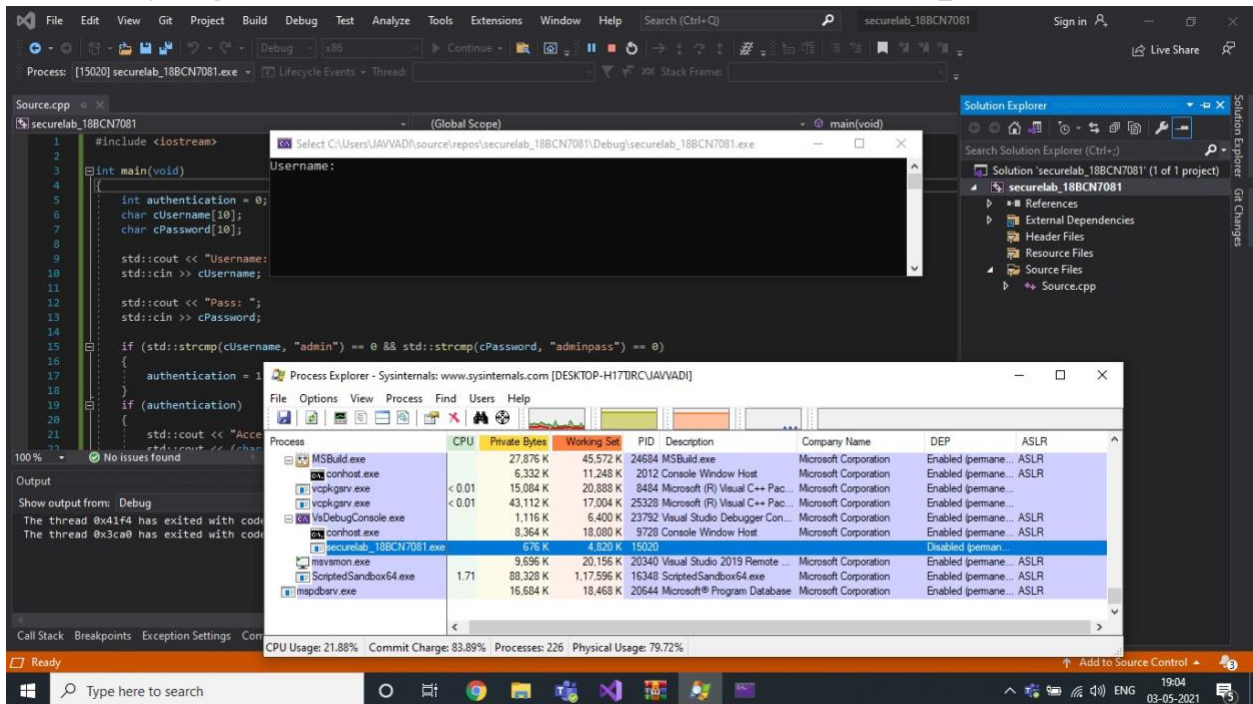 File Edit View Git Project Build Debug Test Analyze Tools Extensions Window Help Search (Ctrl+Q) securelab_18BCN7081 Sign in
Debug x86 Continue Live Share
Process: [15020] securelab_18BCN7081.exe Lifecycle Events Thread: Stack Frame:
Source.cpp
securelab_18BCN7081 (Global Scope) main(void)
1 #include <iostream>
2
3 int main(void)
4 {
5 int authentication = 0;
6 char cUsername[10];
7 char cPassword[10];
8
9 std::cout << "Username:
10 std::cin >> cUsername;
11
12 std::cout << "Pass: ";
13 std::cin >> cPassword;
14
15 if (std::strcmp(cUsername, "admin") == 0 && std::strcmp(cPassword, "adminpass") == 0)
16 {
17 authentication = 1
18 }
19 if (authentication)
20 {
21 std::cout << "Acce
22 std::cout << (char
100 % No issues found
Select C:\Users\JAVVADI\source\repos\securelab_18BCN7081\Debug\securelab_18BCN7081.exe
Username:
Solution Explorer
Search Solution Explorer (Ctrl+;)
Solution 'securelab_18BCN7081' (1 of 1 project)
securelab_18BCN7081
References
External Dependencies
Header Files
Resource Files
Source Files
Source.cpp
Solution Explorer
Git Changes
Output
Show output from: Debug
The thread 0x41f4 has exited with code
The thread 0x3ca0 has exited with code
Call Stack Breakpoints Exception Settings Com
Process Explorer - Sysinternals: www.sysinternals.com [DESKTOP-H17TJRC\JAVVADI]
File Options View Process Find Users Help
Process CPU Private Bytes Working Set PID Description Company Name DEP ASLR
MSBuild.exe 27,876 K 45,572 K 24684 MSBuild.exe Microsoft Corporation Enabled (permane... ASLR
conhost.exe 6,332 K 11,248 K 2012 Console Window Host Microsoft Corporation Enabled (permane... ASLR
vcpkgsrv.exe < 0.01 15,084 K 20,888 K 8484 Microsoft (R) Visual C++ Pac... Microsoft Corporation Enabled (permane...
vcpkgsrv.exe < 0.01 43,112 K 17,004 K 25328 Microsoft (R) Visual C++ Pac... Microsoft Corporation Enabled (permane...
VsDebugConsole.exe 1,116 K 6,400 K 23792 Visual Studio Debugger Con... Microsoft Corporation Enabled (permane... ASLR
conhost.exe 8,364 K 18,080 K 9728 Console Window Host Microsoft Corporation Enabled (permane... ASLR
securelab_18BCN7081.exe 676 K 4,820 K 15020 Disabled (perman...
msvsmon.exe 9,696 K 20,156 K 20340 Visual Studio 2019 Remote ... Microsoft Corporation Enabled (permane... ASLR
ScriptedSandbox64.exe 1.71 88,328 K 1,17,596 K 16348 ScriptedSandbox64.exe Microsoft Corporation Enabled (permane... ASLR
mspdbsrv.exe 16,684 K 18,468 K 20644 Microsoft® Program Database Microsoft Corporation Enabled (permane... ASLR
CPU Usage: 21.88% Commit Charge: 83.89% Processes: 226 Physical Usage: 79.72%
Ready Add to Source Control 3
Type here to search ENG 19:04
03-05-2021 5